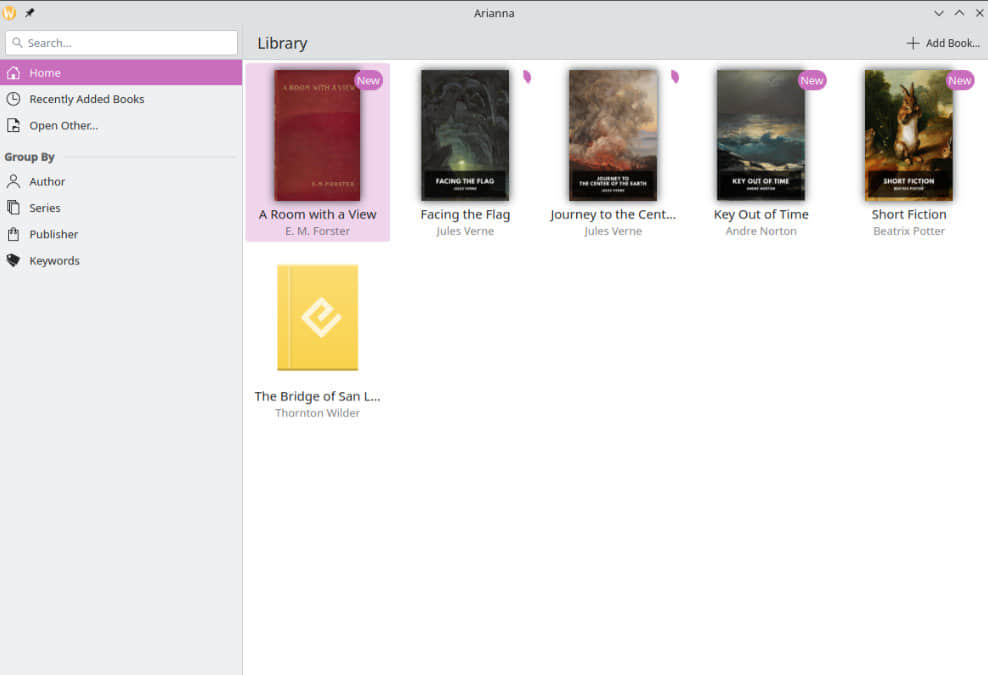 Arianna
Search...
Library
Add Book...
Home
Recently Added Books
Open Other...
Group By
Author
Series
Publisher
Keywords
A ROOM WITH A VIEW
E. M. FORSTER
New
A Room with a View
E. M. Forster
FACING THE FLAG
JULES VERNE
Facing the Flag
Jules Verne
JOURNEY TO
THE CENTER OF THE EARTH
JULES VERNE
Journey to the Cent...
Jules Verne
New
KEY OUT OF TIME
ANDRE NORTON
Key Out of Time
Andre Norton
New
SHORT FICTION
BEATRIX POTTER
Short Fiction
Beatrix Potter
The Bridge of San L...
Thornton Wilder